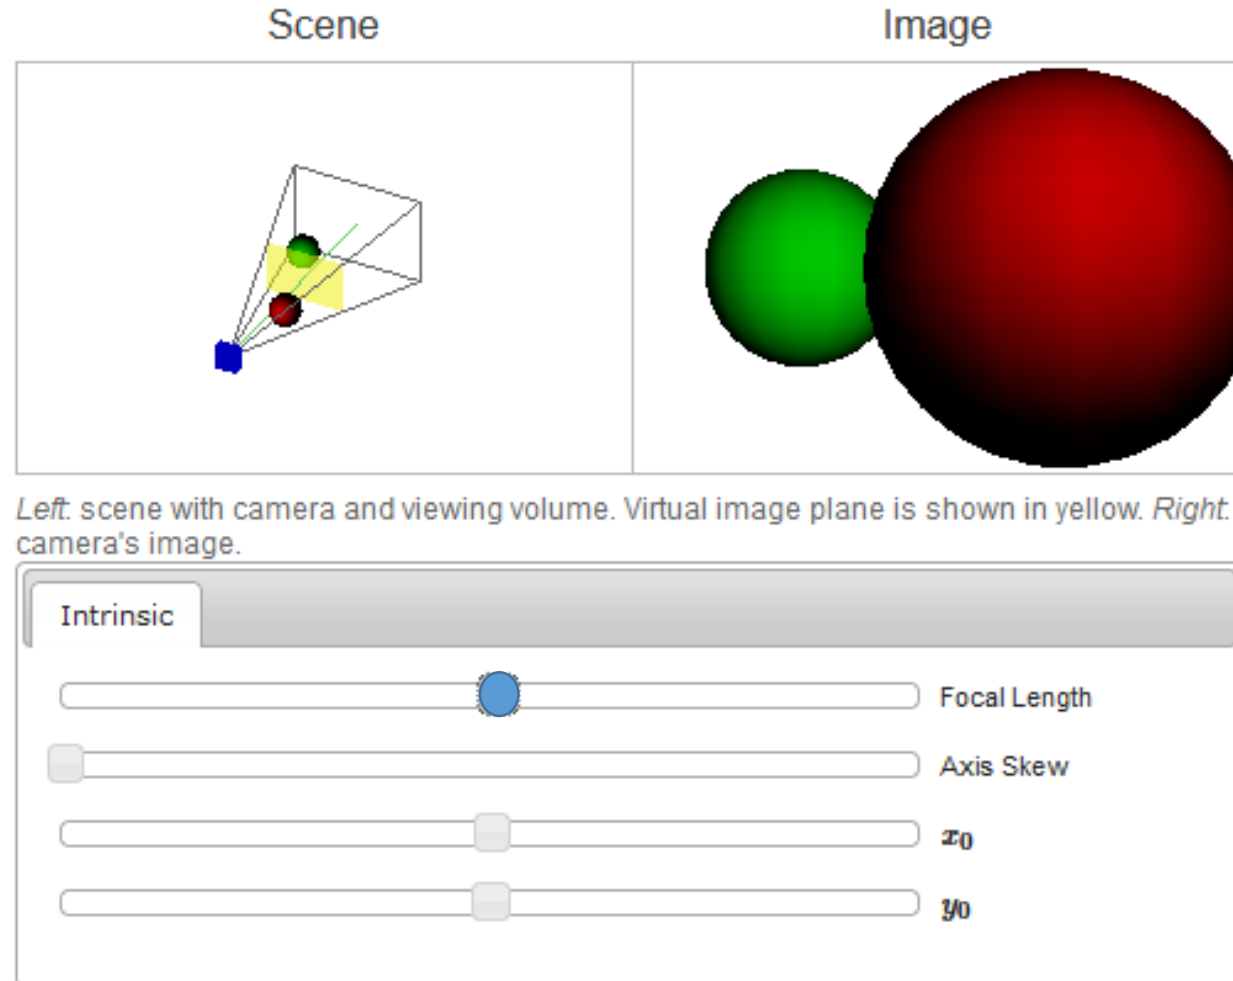 Scene
Image
Left: scene with camera and viewing volume. Virtual image plane is shown in yellow. Right:
camera's image.
Intrinsic
Focal Length
Axis Skew
x₀
y₀